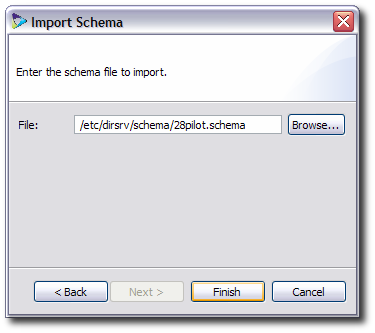 Import Schema
Enter the schema file to import.
File: /etc/dirsrv/schema/28pilot.schema Browse...
< Back Next > Finish Cancel